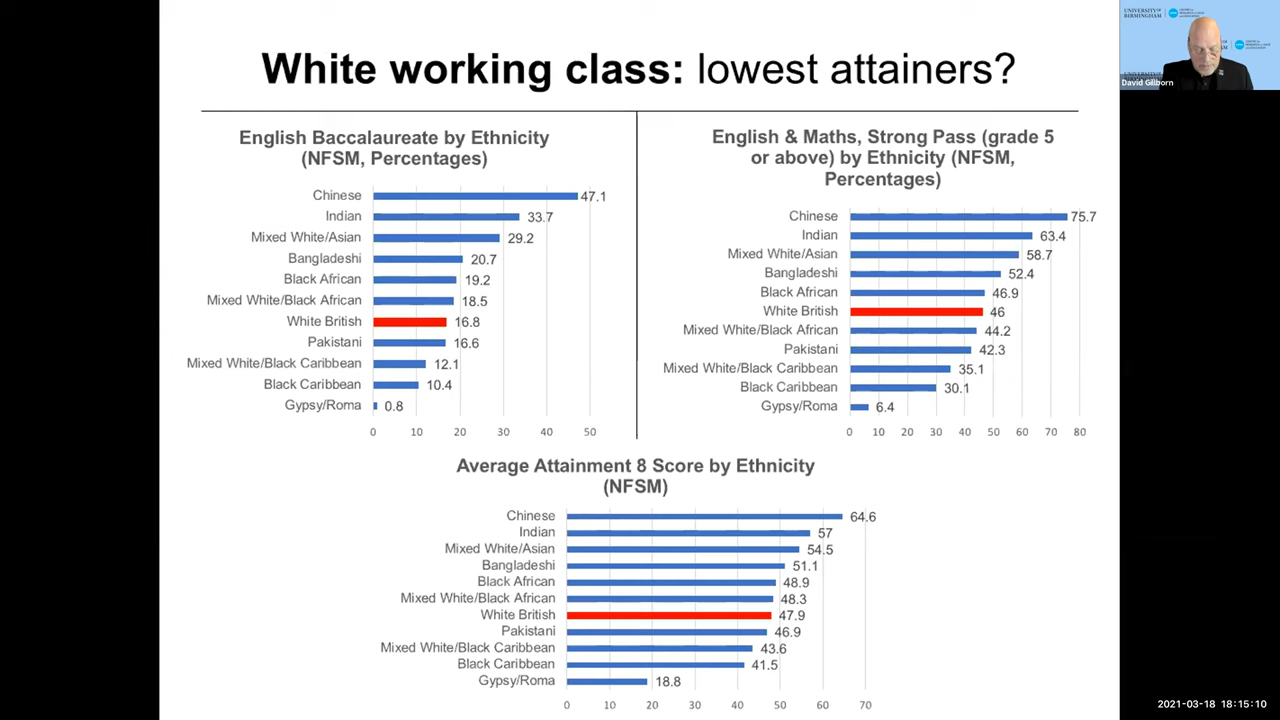 White working class: lowest attainers?
English Baccalaureate by Ethnicity
(NFSM, Percentages)
Chinese 47.1
Indian 33.7
Mixed White/Asian 29.2
Bangladeshi 20.7
Black African 19.2
Mixed White/Black African 18.5
White British 16.8
Pakistani 16.6
Mixed White/Black Caribbean 12.1
Black Caribbean 10.4
Gypsy/Roma 0.8
0 10 20 30 40 50
English & Maths, Strong Pass (grade 5
or above) by Ethnicity (NFSM,
Percentages)
Chinese 75.7
Indian 63.4
Mixed White/Asian 58.7
Bangladeshi 52.4
Black African 46.9
White British 46
Mixed White/Black African 44.2
Pakistani 42.3
Mixed White/Black Caribbean 35.1
Black Caribbean 30.1
Gypsy/Roma 6.4
0 10 20 30 40 50 60 70 80
Average Attainment 8 Score by Ethnicity
(NFSM)
Chinese 64.6
Indian 57
Mixed White/Asian 54.5
Bangladeshi 51.1
Black African 48.9
Mixed White/Black African 48.3
White British 47.9
Pakistani 46.9
Mixed White/Black Caribbean 43.6
Black Caribbean 41.5
Gypsy/Roma 18.8
0 10 20 30 40 50 60 70
UNIVERSITY OF
BIRMINGHAM
David Gilborn
2021-03-18 18:15:10